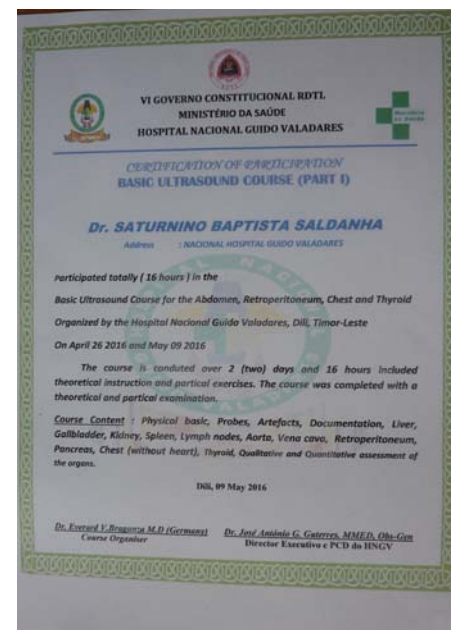 VI GOVERNO CONSTITUCIONAL RDTL
MINISTÉRIO DA SAÚDE
HOSPITAL NACIONAL GUIDO VALADARES
CERTIFICATION OF PARTICIPATION
BASIC ULTRASOUND COURSE (PART I)
Dr. SATURNINO BAPTISTA SALDANHA
Address : NACIONAL HOSPITAL GUIDO VALADARES
Participated totally ( 16 hours ) in the
Basic Ultrasound Course for the Abdomen, Retroperitoneum, Chest and Thyroid
Organized by the Hospital Nacional Guido Valadares, Dili, Timor-Leste
On April 26 2016 and May 09 2016
The course is conduted over 2 (two) days and 16 hours included
theoretical instruction and partical exercises. The course was completed with a
theoretical and partical examination.
Course Content : Physical basic, Probes, Artefacts, Documentation, Liver,
Gallbladder, Kidney, Spleen, Lymph nodes, Aorta, Vena cava, Retroperitoneum,
Pancreas, Chest (without heart), Thyroid, Qualitative and Quantitative assessment of
the organs.
Dili, 09 May 2016
Dr. Everard V.Braganza M.D (Germany) Dr. José António G. Guterres, MMED, Obs-Gyn
Course Organiser Director Executivo e PCD do HNGV